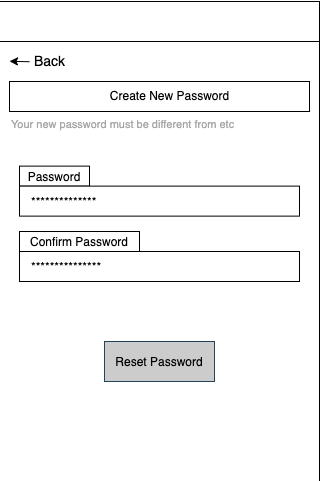 Back
Create New Password
Your new password must be different from etc
Password
**************
Confirm Password
***************
Reset Password